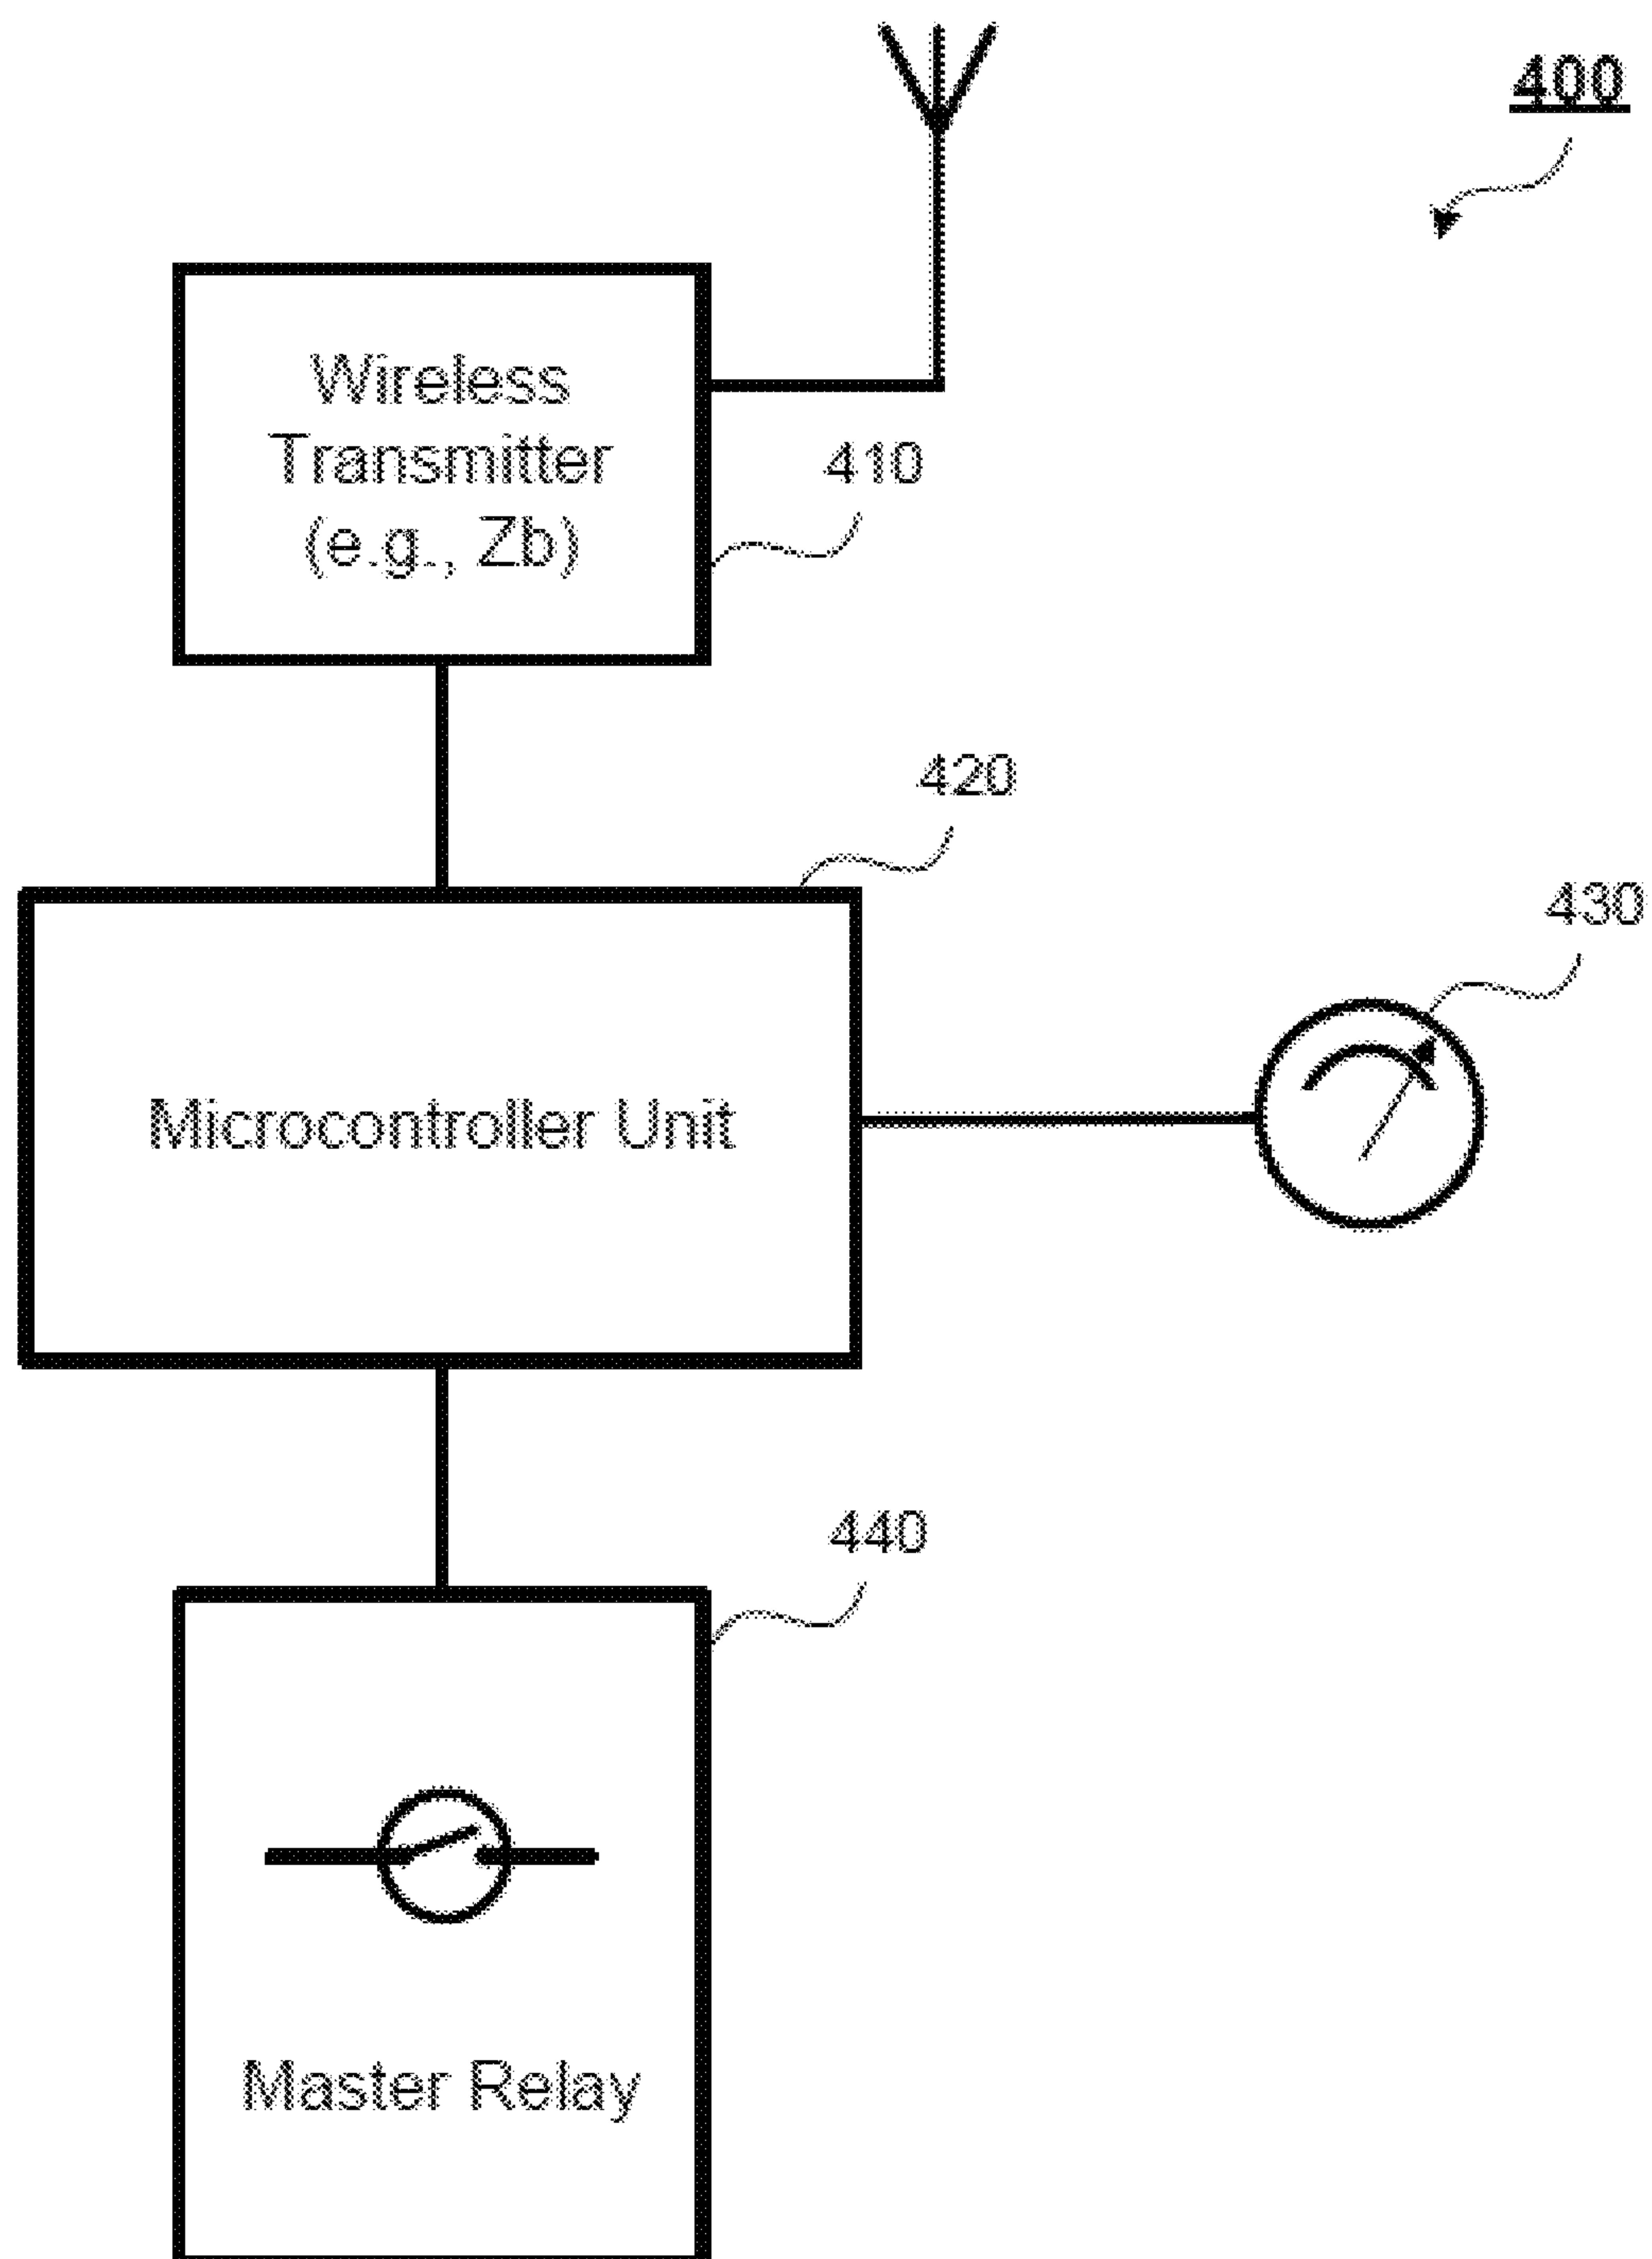 400
Wireless
Transmitter
(e.g., Zb)
410
420
430
Microcontroller Unit
440
Master Relay